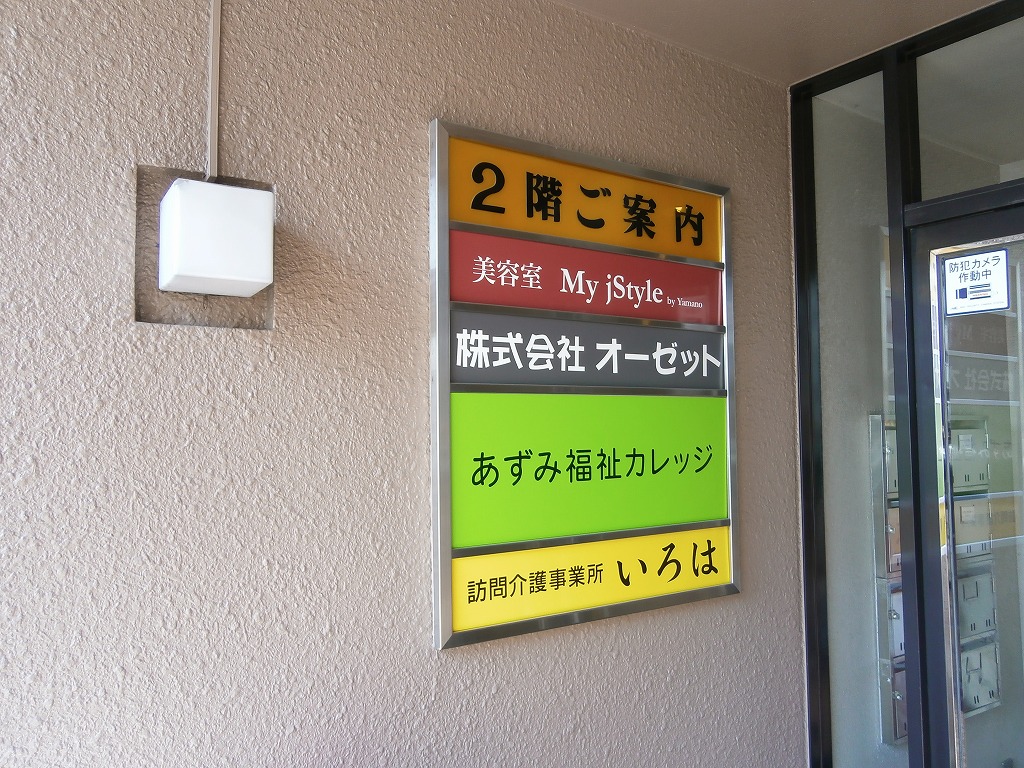 2階ご案内
美容室 My jStyle by Yamano
株式会社 オーゼット
あずみ福祉カレッジ
訪問介護事業所 いろは
防犯カメラ
作動中